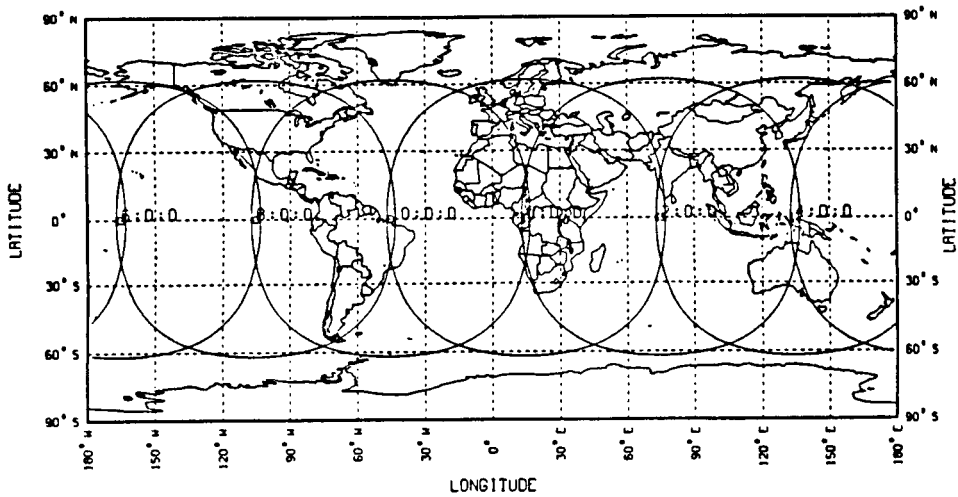 90° N
90° N
60° N
60° N
30° N
30° N
0°
0°
30° S
30° S
60° S
60° S
90° S
90° S
LATITUDE
LATITUDE
180° W
150° W
120° W
90° W
60° W
30° W
0°
30° E
60° E
90° E
120° E
150° E
180° E
LONGITUDE